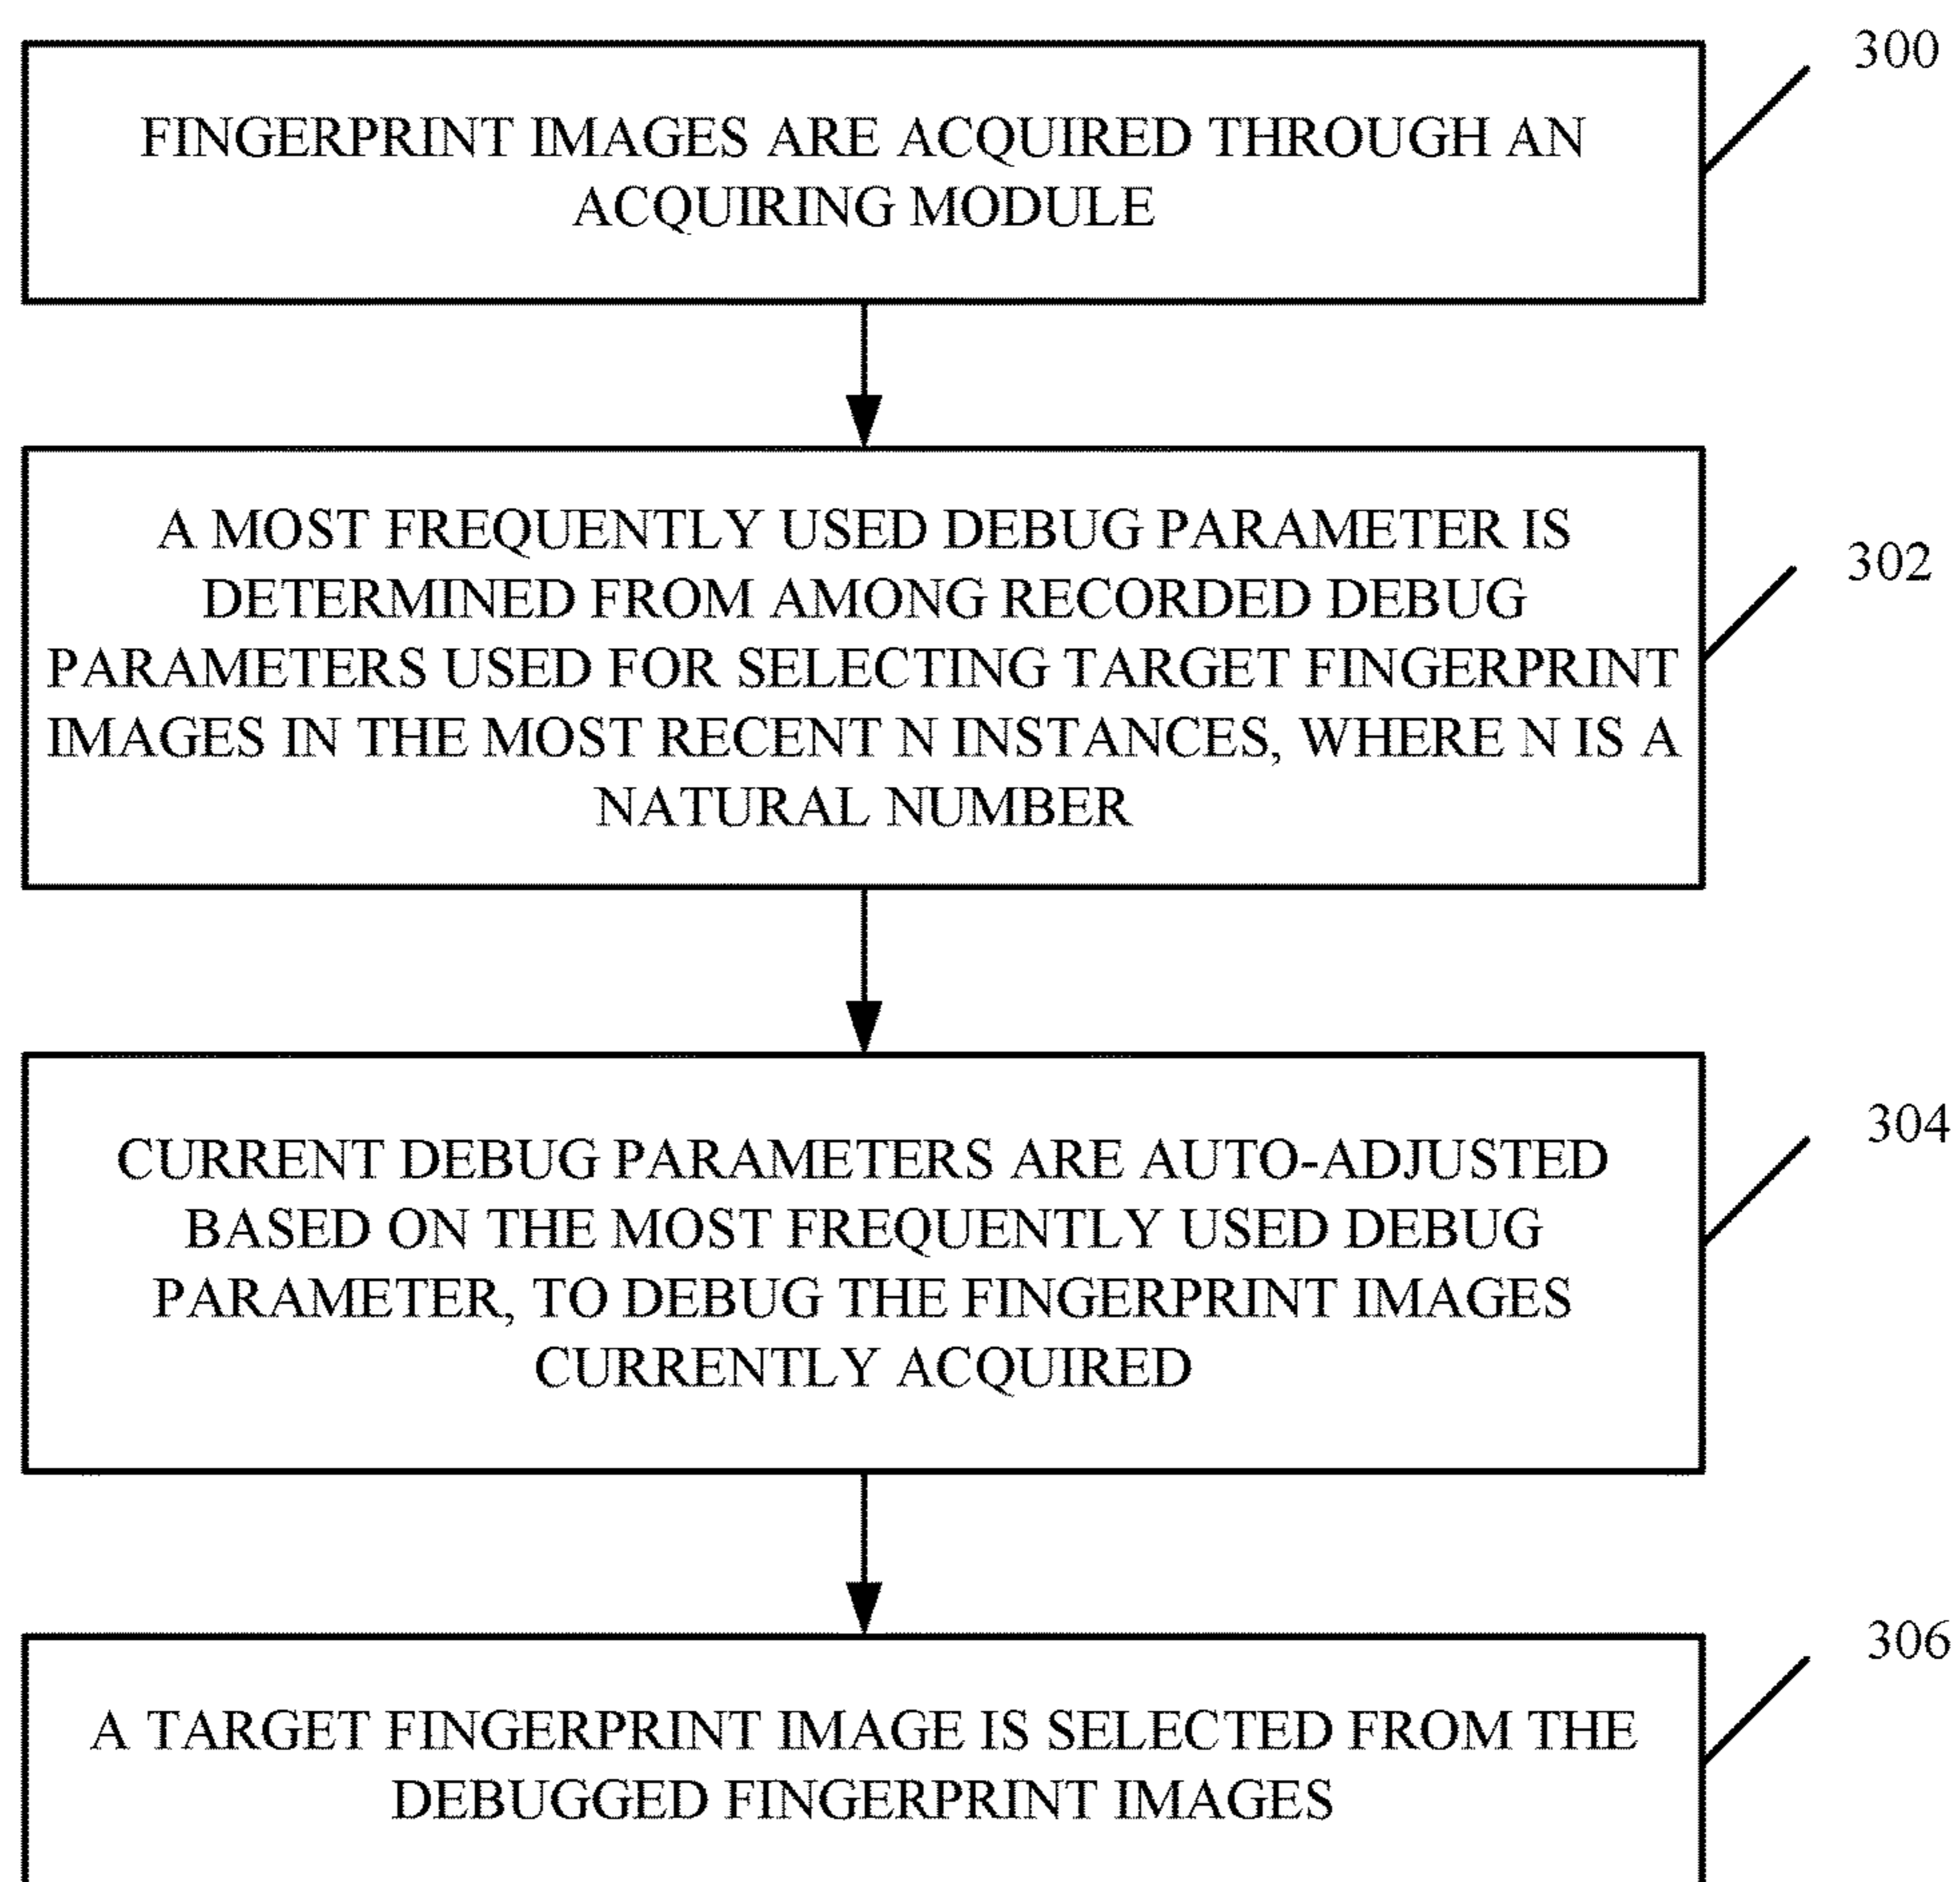 300
FINGERPRINT IMAGES ARE ACQUIRED THROUGH AN
ACQUIRING MODULE
302
A MOST FREQUENTLY USED DEBUG PARAMETER IS
DETERMINED FROM AMONG RECORDED DEBUG
PARAMETERS USED FOR SELECTING TARGET FINGERPRINT
IMAGES IN THE MOST RECENT N INSTANCES, WHERE N IS A
NATURAL NUMBER
304
CURRENT DEBUG PARAMETERS ARE AUTO-ADJUSTED
BASED ON THE MOST FREQUENTLY USED DEBUG
PARAMETER, TO DEBUG THE FINGERPRINT IMAGES
CURRENTLY ACQUIRED
306
A TARGET FINGERPRINT IMAGE IS SELECTED FROM THE
DEBUGGED FINGERPRINT IMAGES